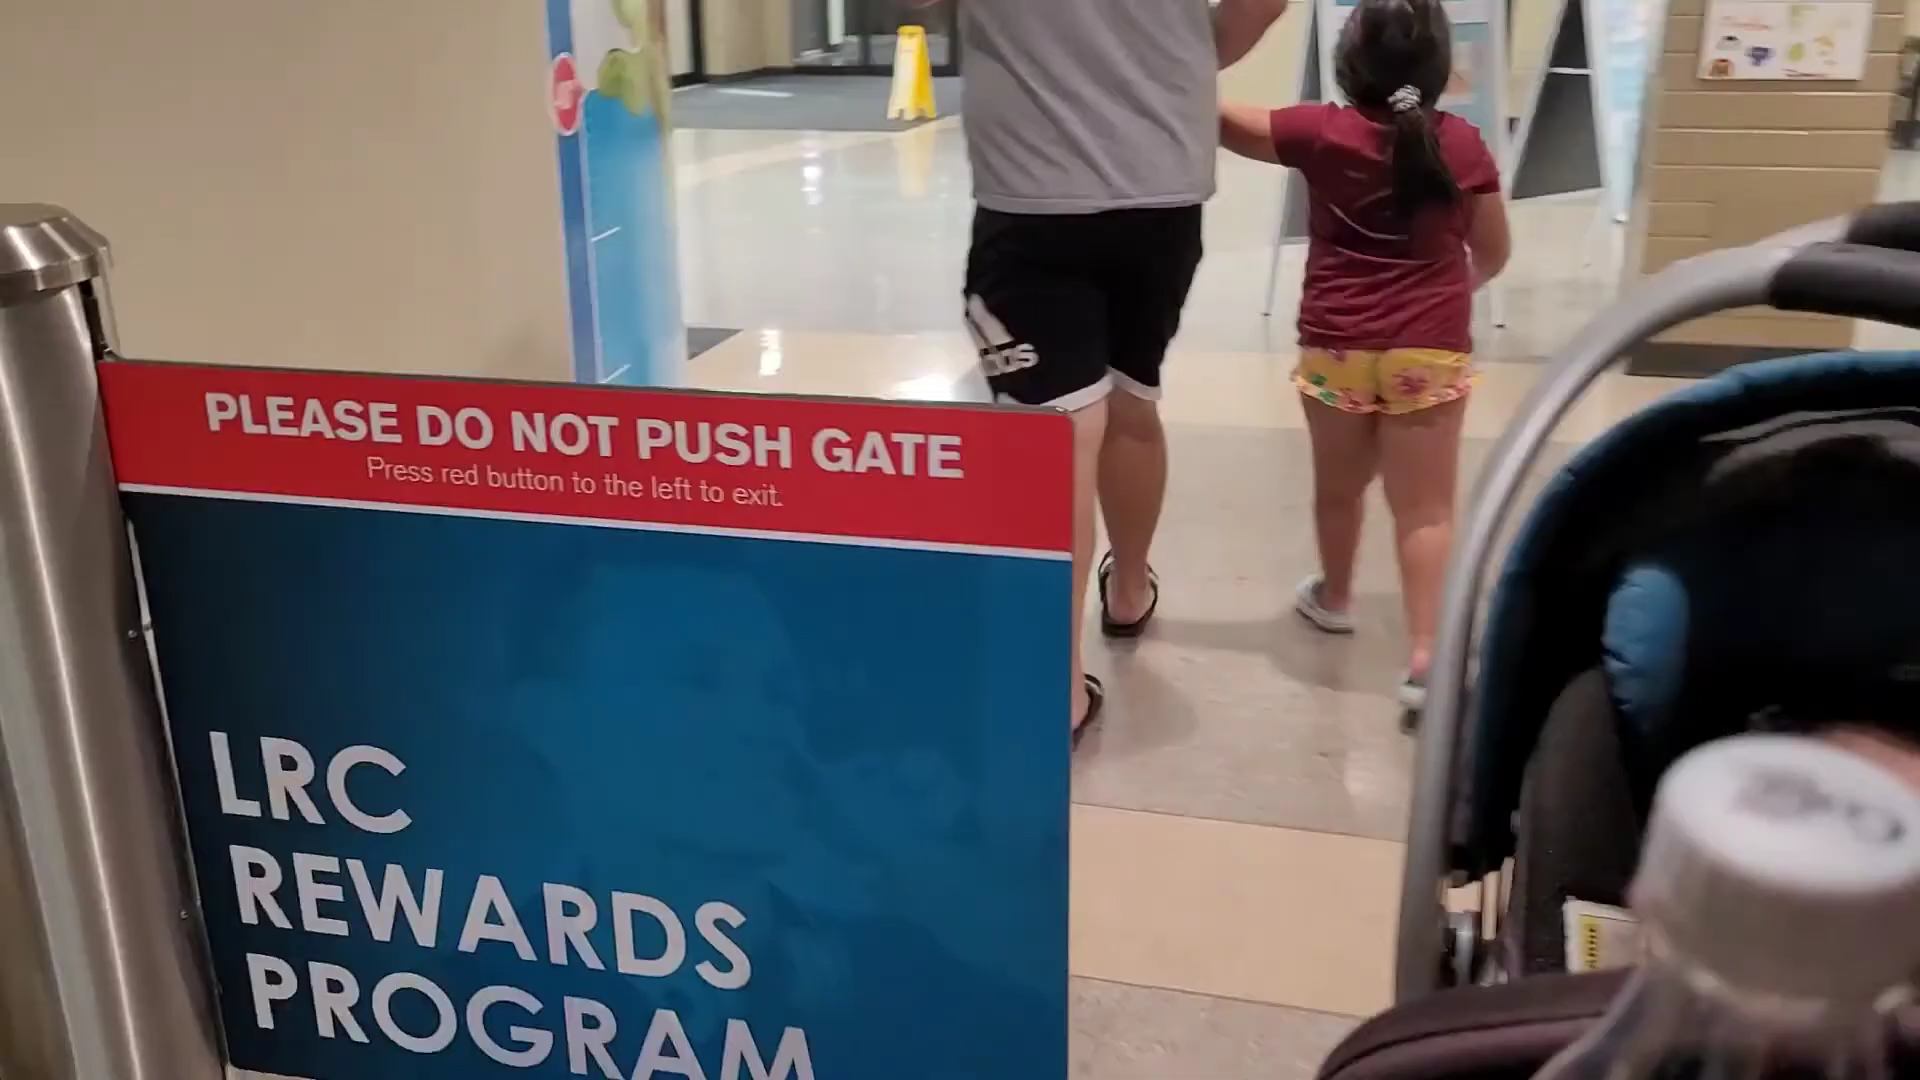 PLEASE DO NOT PUSH GATE
Press red button to the left to exit.
LRC
REWARDS
PROGRAM